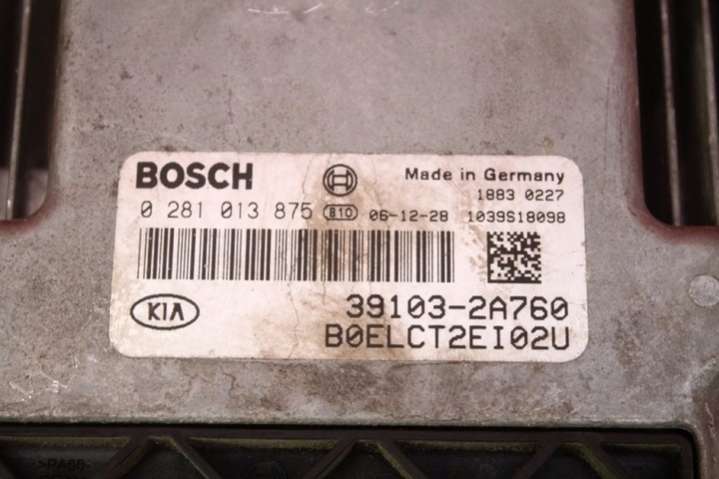 BOSCH
Made in Germany
1883 0227
0 281 013 875 810 06-12-28 1039S18098
KIA
39103-2A760
B0ELCT2EI02U
>PA66-